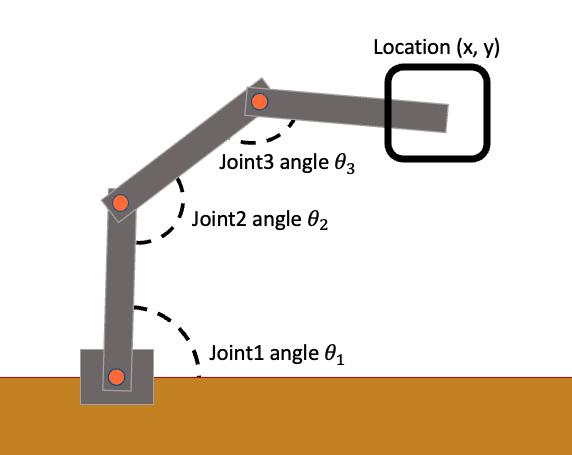 Location (x, y)
Joint3 angle 𝜃₃
Joint2 angle 𝜃₂
Joint1 angle 𝜃₁